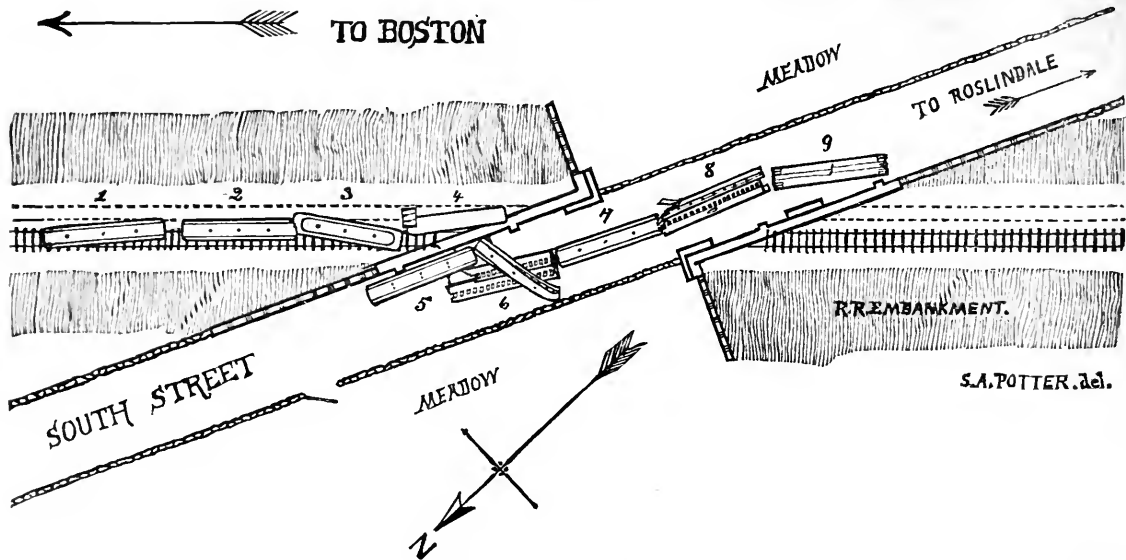 TO BOSTON
MEADOW
TO ROSLINDALE
1 2 3 4
7 8 9
5 6
R.R. EMBANKMENT.
SOUTH STREET
MEADOW
S.A. POTTER. del.
N